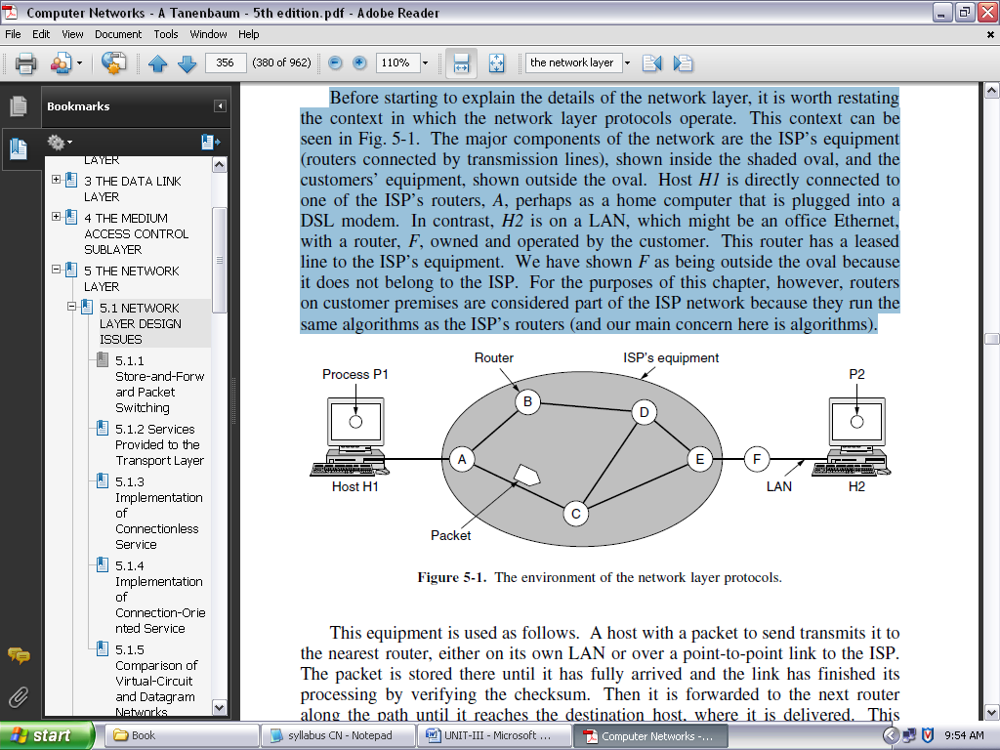 Computer Networks - A Tanenbaum - 5th edition.pdf - Adobe Reader
File Edit View Document Tools Window Help
356 (380 of 962) 110% the network layer
Bookmarks
LAYER
3 THE DATA LINK
LAYER
4 THE MEDIUM
ACCESS CONTROL
SUBLAYER
5 THE NETWORK
LAYER
5.1 NETWORK
LAYER DESIGN
ISSUES
5.1.1
Store-and-Forw
ard Packet
Switching
5.1.2 Services
Provided to the
Transport Layer
5.1.3
Implementation
of
Connectionless
Service
5.1.4
Implementation
of
Connection-Orie
nted Service
5.1.5
Comparison of
Virtual-Circuit
and Datagram
Networks
Before starting to explain the details of the network layer, it is worth restating
the context in which the network layer protocols operate. This context can be
seen in Fig. 5-1. The major components of the network are the ISP’s equipment
(routers connected by transmission lines), shown inside the shaded oval, and the
customers’ equipment, shown outside the oval. Host H1 is directly connected to
one of the ISP’s routers, A, perhaps as a home computer that is plugged into a
DSL modem. In contrast, H2 is on a LAN, which might be an office Ethernet,
with a router, F, owned and operated by the customer. This router has a leased
line to the ISP’s equipment. We have shown F as being outside the oval because
it does not belong to the ISP. For the purposes of this chapter, however, routers
on customer premises are considered part of the ISP network because they run the
same algorithms as the ISP’s routers (and our main concern here is algorithms).
Router ISP’s equipment
Process P1 P2
B
D
A E F
LAN
Host H1 H2
C
Packet
Figure 5-1. The environment of the network layer protocols.
This equipment is used as follows. A host with a packet to send transmits it to
the nearest router, either on its own LAN or over a point-to-point link to the ISP.
The packet is stored there until it has fully arrived and the link has finished its
processing by verifying the checksum. Then it is forwarded to the next router
along the path until it reaches the destination host, where it is delivered. This
start Book syllabus CN - Notepad UNIT-III - Microsoft ... Computer Networks -... 9:54 AM